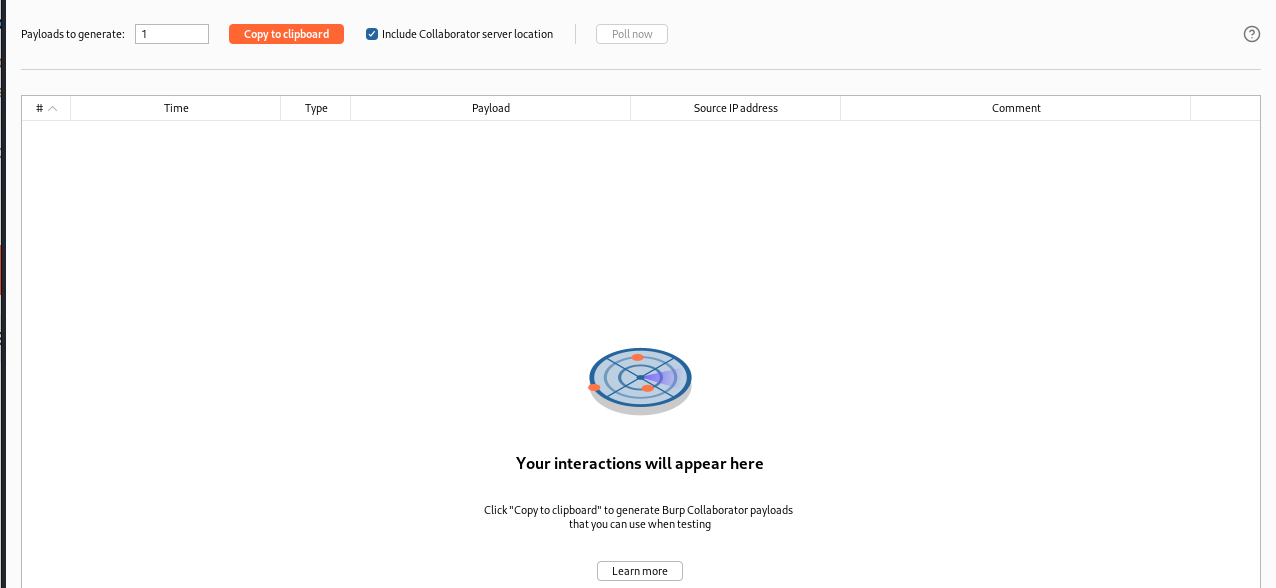 Payloads to generate: 1 Copy to clipboard Include Collaborator server location Poll now ?
# Time Type Payload Source IP address Comment
Your interactions will appear here
Click "Copy to clipboard" to generate Burp Collaborator payloads
that you can use when testing
Learn more